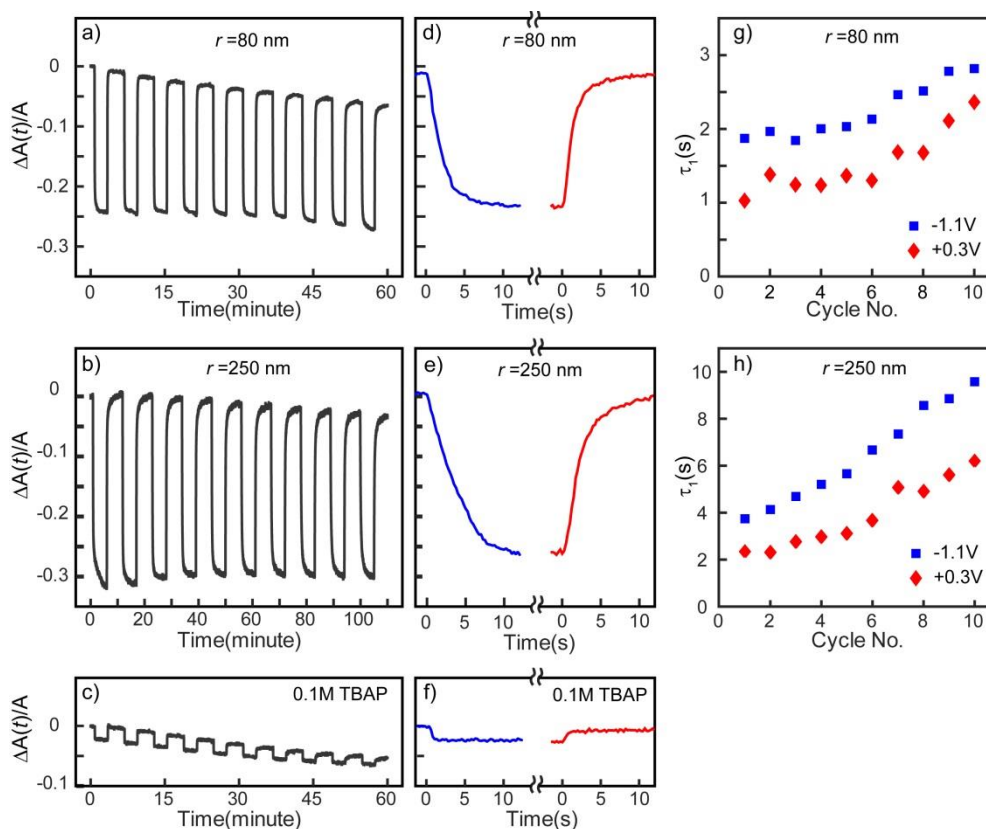 a)
r =80 nm
0
-0.1
-0.2
-0.3
ΔA(t)/A
0 15 30 45 60
Time(minute)
d)
r =80 nm
0 5 10 0 5 10
Time(s)
g)
r =80 nm
3
2
1
0
τ1(s)
-1.1V
+0.3V
2 4 6 8 10
Cycle No.
b)
r =250 nm
0
-0.1
-0.2
-0.3
ΔA(t)/A
0 20 40 60 80 100
Time(minute)
e)
r =250 nm
0 5 10 0 5 10
Time(s)
h)
r =250 nm
10
8
6
4
2
0
τ1(s)
-1.1V
+0.3V
0 2 4 6 8 10
Cycle No.
c)
0.1M TBAP
0
-0.1
ΔA(t)/A
0 15 30 45 60
Time(minute)
f)
0.1M TBAP
0 5 10 0 5 10
Time(s)